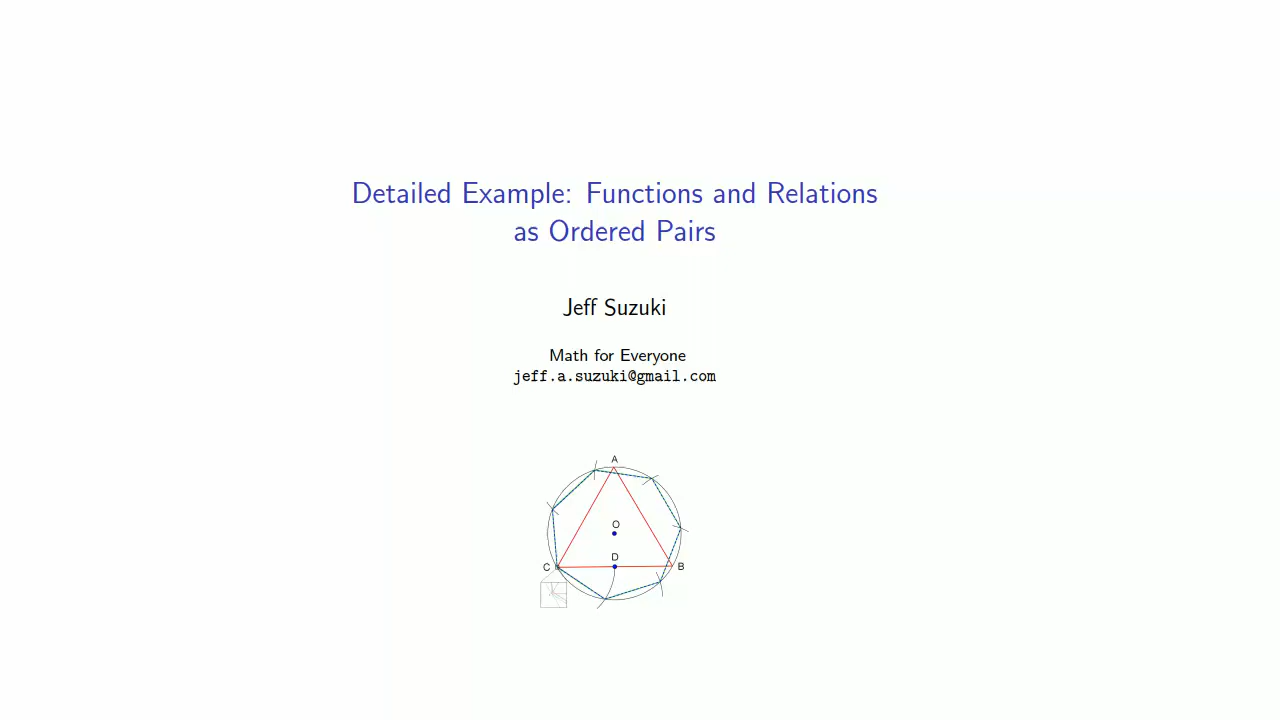 Detailed Example: Functions and Relations
as Ordered Pairs
Jeff Suzuki
Math for Everyone
jeff.a.suzuki@gmail.com
A
O
D
C
B